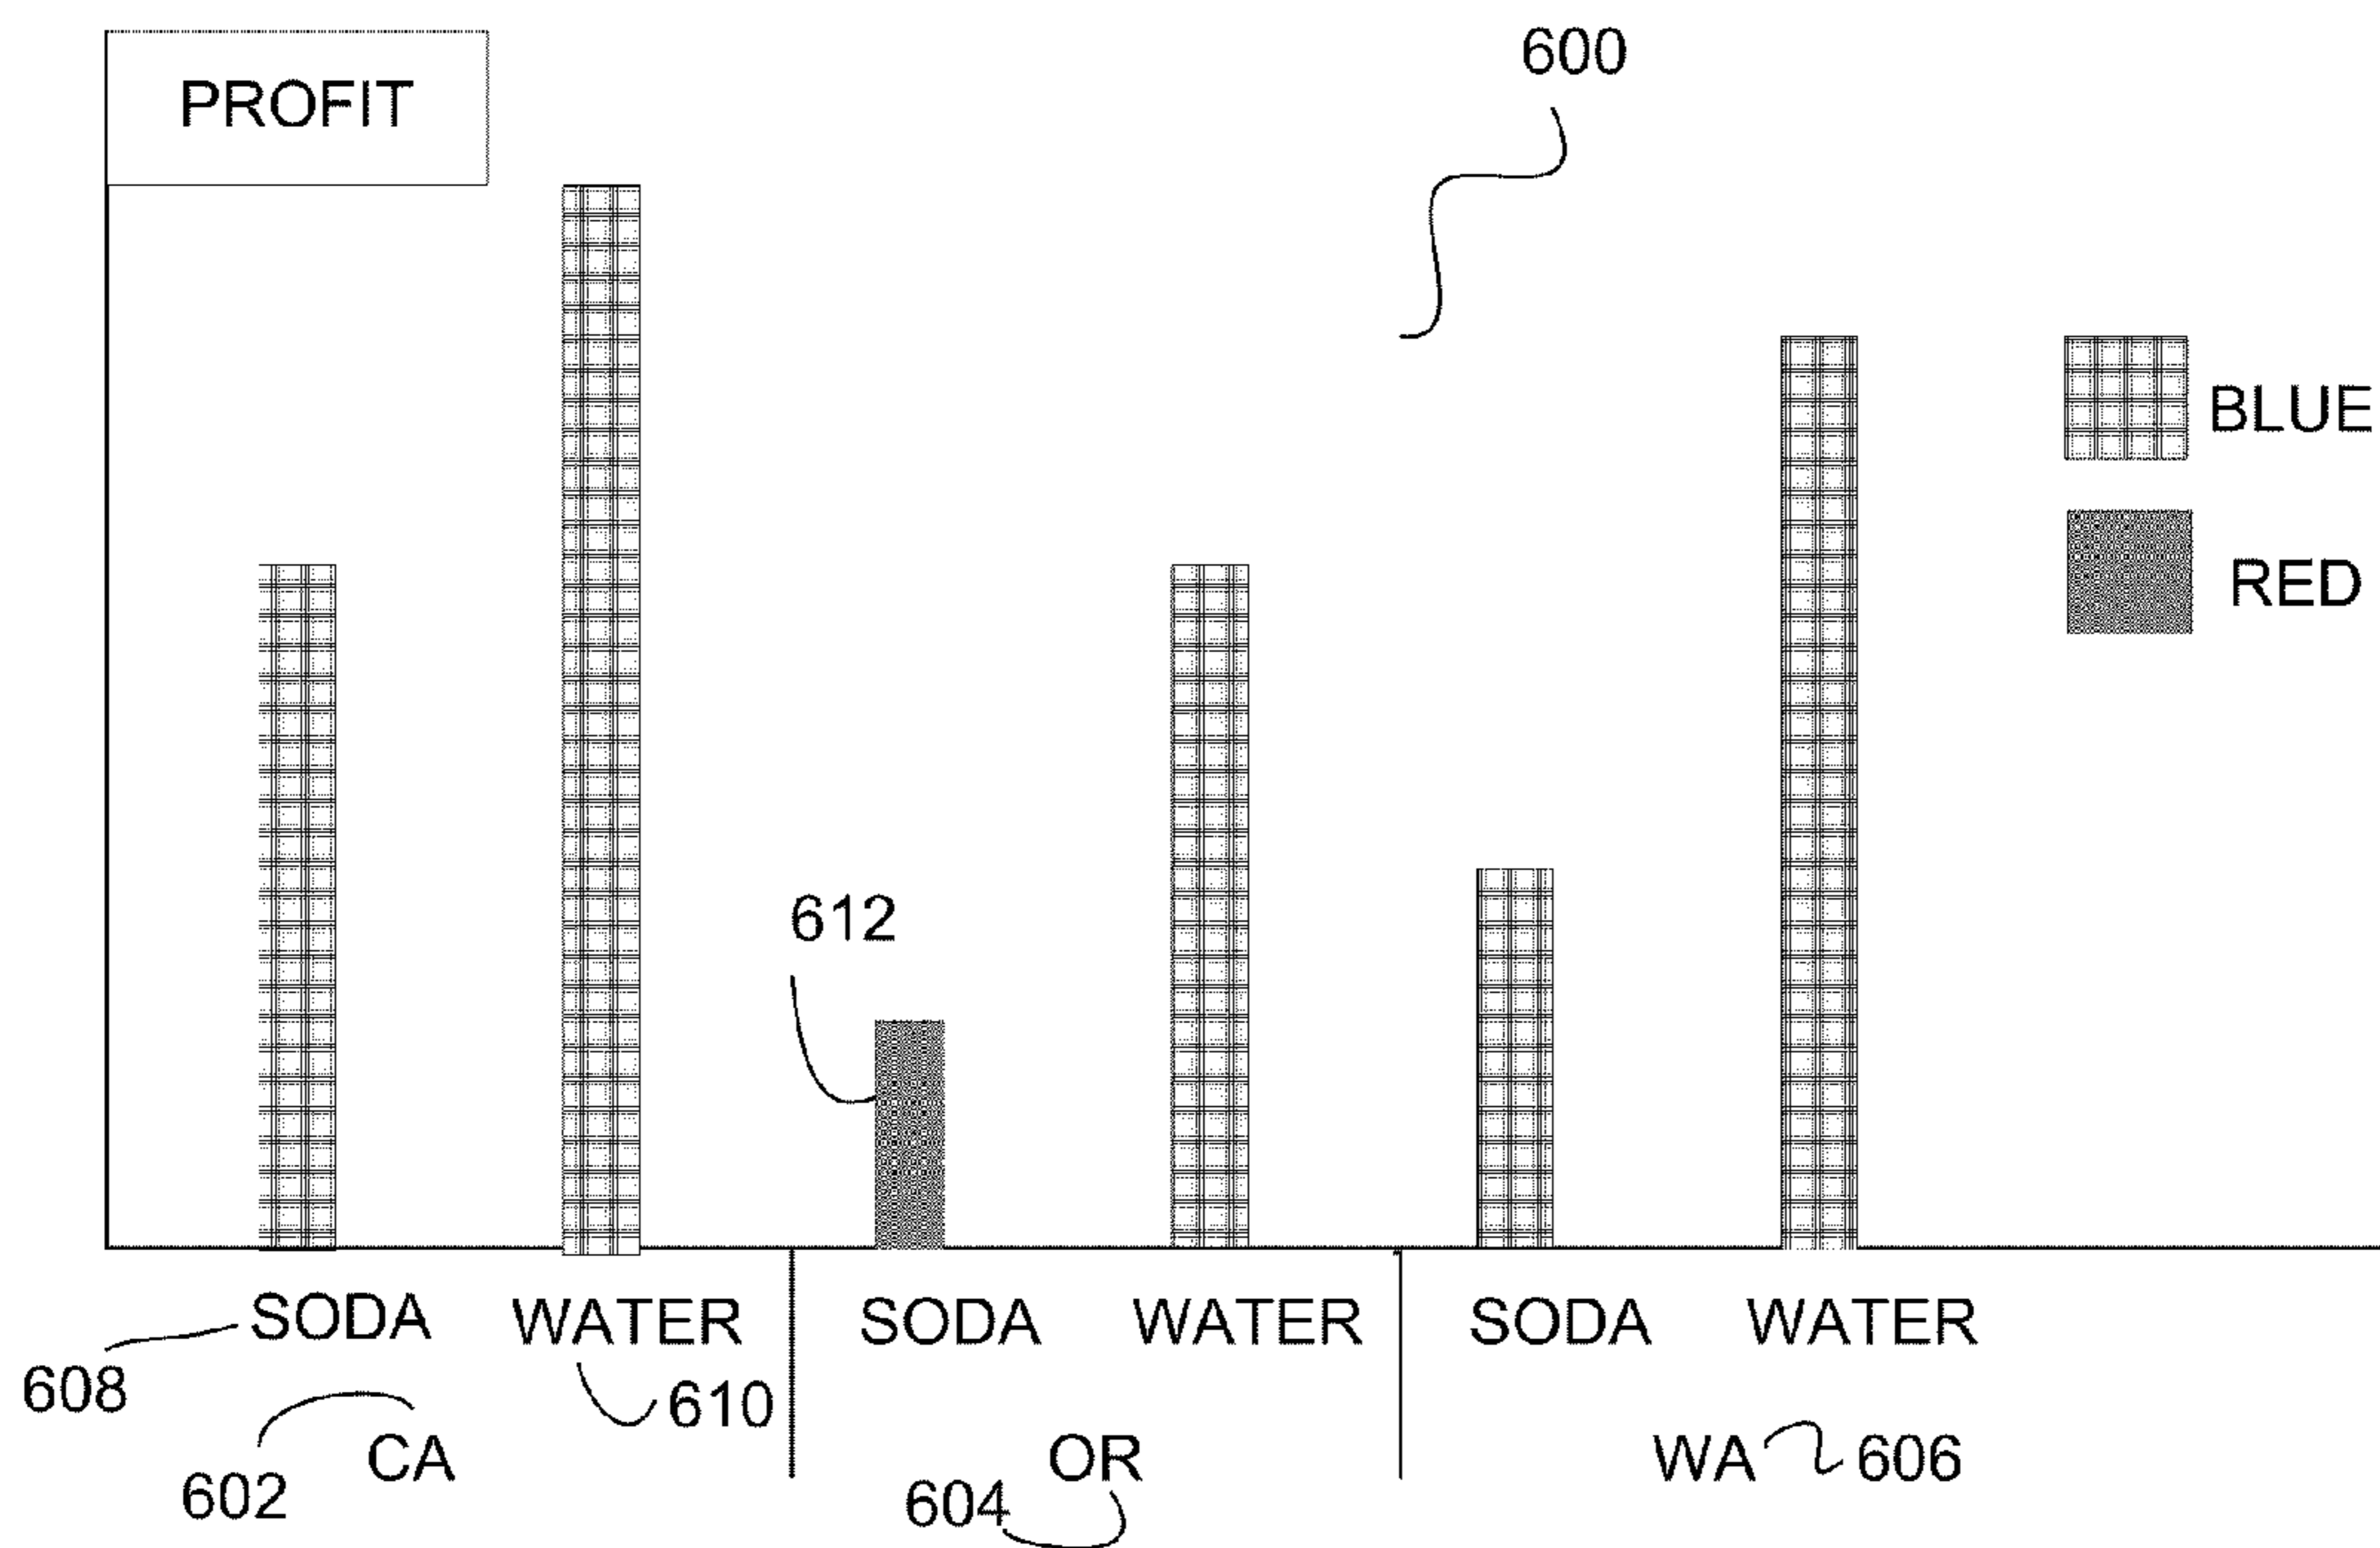 600
PROFIT
BLUE
RED
612
SODA WATER SODA WATER SODA WATER
608 610
CA OR WA 606
602 604